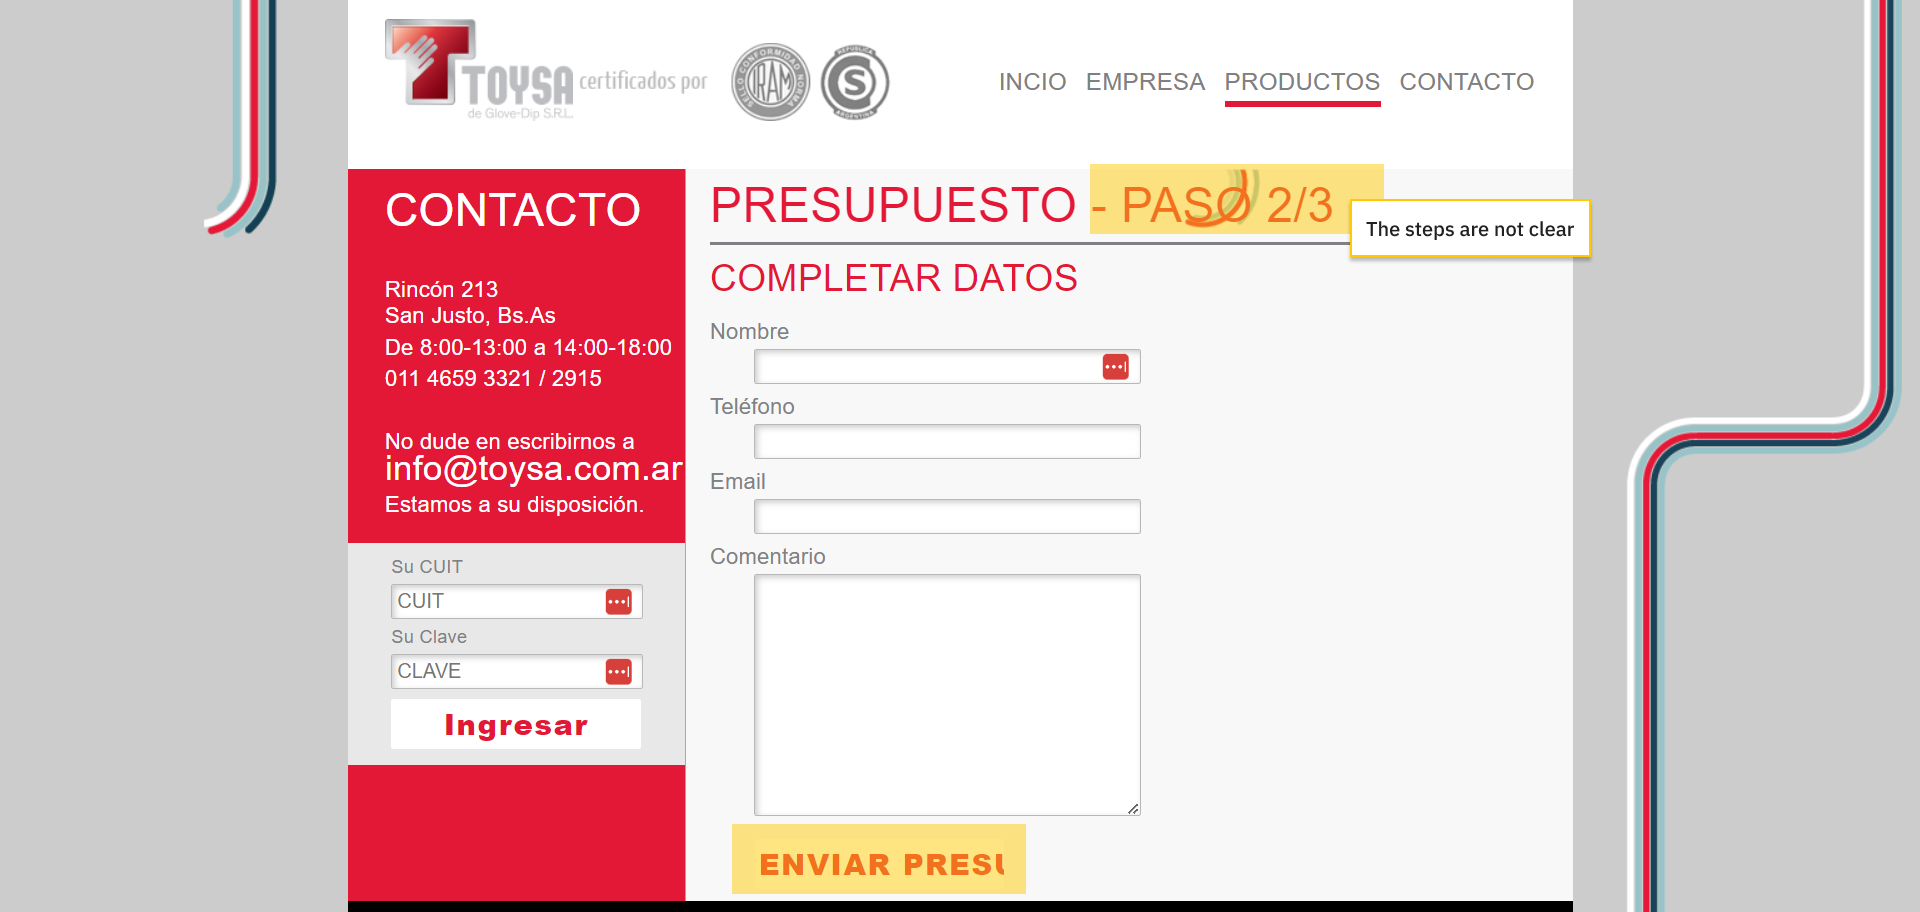 TOYSA
de Glove-Dip S.R.L.
certificados por
SELLO CONFORMIDAD NORMA
IRAM
REPUBLICA
S
ARGENTINA
INCIO EMPRESA PRODUCTOS CONTACTO
CONTACTO
Rincón 213
San Justo, Bs.As
De 8:00-13:00 a 14:00-18:00
011 4659 3321 / 2915
No dude en escribirnos a
info@toysa.com.ar
Estamos a su disposición.
Su CUIT
CUIT
Su Clave
CLAVE
Ingresar
PRESUPUESTO - PASO 2/3
The steps are not clear
COMPLETAR DATOS
Nombre
Teléfono
Email
Comentario
ENVIAR PRESU